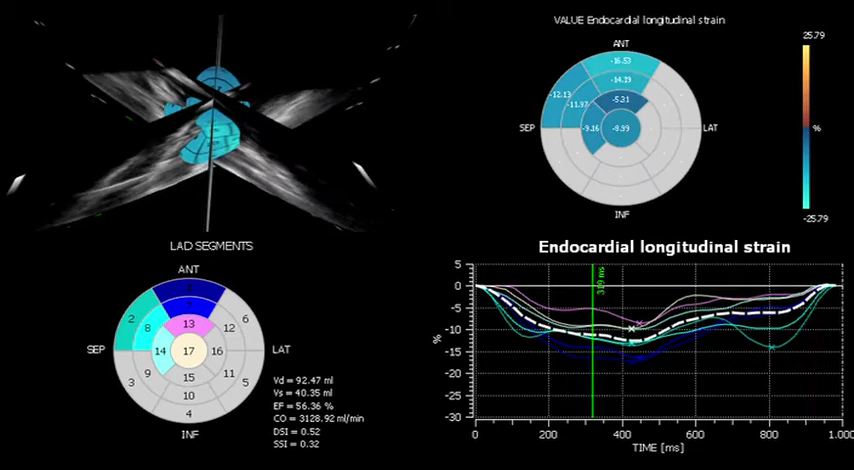 VALUE Endocardial longitudinal strain
ANT
25.79
-16.53
-14.19
-12.13
-11.97
-5.31
SEP
-9.16
LAT
%
INF
-25.79
LAD SEGMENTS
ANT
7
13
2
8
12
6
SEP
14
17
16
LAT
3
9
15
11
5
10
4
INF
Vd = 92.47 ml
Vs = 40.35 ml
EF = 56.36 %
CO = 3128.92 ml/min
DSI = 0.52
SSI = 0.32
Endocardial longitudinal strain
5
0
-5
-10
-15
-20
-25
-30
%
319 ms
0
200
400
600
800
1.000
TIME [ms]